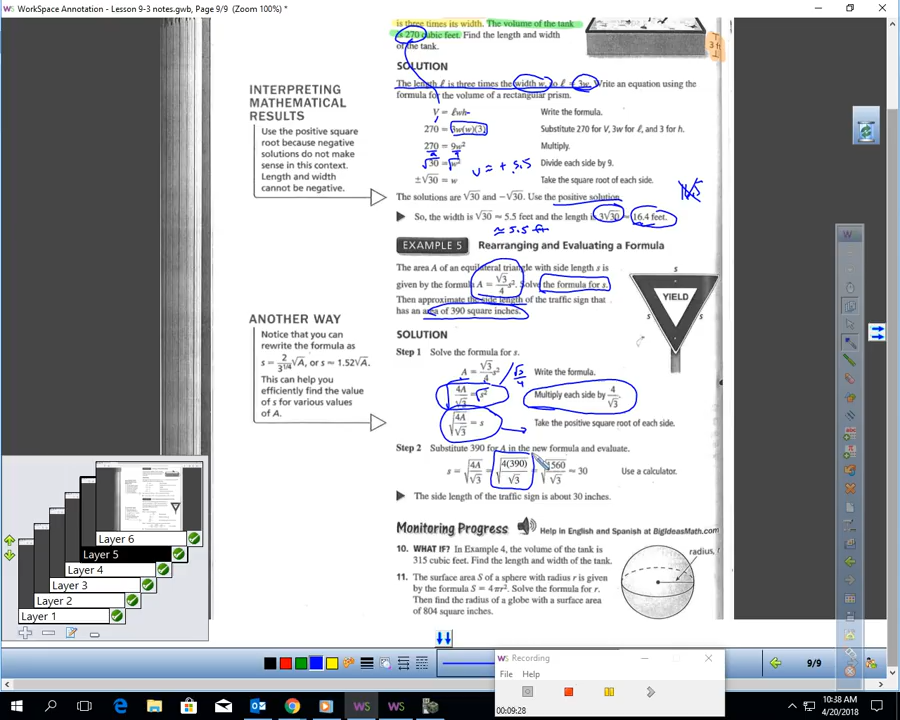 WorkSpace Annotation - Lesson 9-3 notes.gwb, Page 9/9 (Zoom 100%) *
is three times its width. The volume of the tank
is 270 cubic feet. Find the length and width
of the tank.
3 ft
SOLUTION
The length ℓ is three times the width w, so ℓ = 3w. Write an equation using the
formula for the volume of a rectangular prism.
INTERPRETING
MATHEMATICAL
RESULTS
Use the positive square
root because negative
solutions do not make
sense in this context.
Length and width
cannot be negative.
V = ℓwh Write the formula.
270 = 3w(w)(3) Substitute 270 for V, 3w for ℓ, and 3 for h.
270 = 9w² Multiply.
30 = w² Divide each side by 9.
±√30 = w Take the square root of each side.
The solutions are √30 and −√30. Use the positive solution.
So, the width is √30 ≈ 5.5 feet and the length is 3√30 ≈ 16.4 feet.
≈ 5.5 ft
EXAMPLE 5 Rearranging and Evaluating a Formula
The area A of an equilateral triangle with side length s is
given by the formula A = √3/4 s². Solve the formula for s.
Then approximate the side length of the traffic sign that
has an area of 390 square inches.
s
YIELD
s s
ANOTHER WAY
Notice that you can
rewrite the formula as
s = 2/3^1/4 √A, or s ≈ 1.52√A.
This can help you
efficiently find the value
of s for various values
of A.
SOLUTION
Step 1 Solve the formula for s.
A = √3/4 s² Write the formula.
√3/4
4A/√3 = s² Multiply each side by 4/√3
√4A/√3 = s Take the positive square root of each side.
Step 2 Substitute 390 for A in the new formula and evaluate.
s = √4A/√3 = √4(390)/√3 = √1560/√3 ≈ 30 Use a calculator.
The side length of the traffic sign is about 30 inches.
Monitoring Progress Help in English and Spanish at BigIdeasMath.com
10. WHAT IF? In Example 4, the volume of the tank is
315 cubic feet. Find the length and width of the tank.
11. The surface area S of a sphere with radius r is given
by the formula S = 4πr². Solve the formula for r.
Then find the radius of a globe with a surface area
of 804 square inches.
radius, r
Layer 6
Layer 5
Layer 4
Layer 3
Layer 2
Layer 1
9/9
Recording
File Help
00:09:28
10:38 AM
4/20/2018